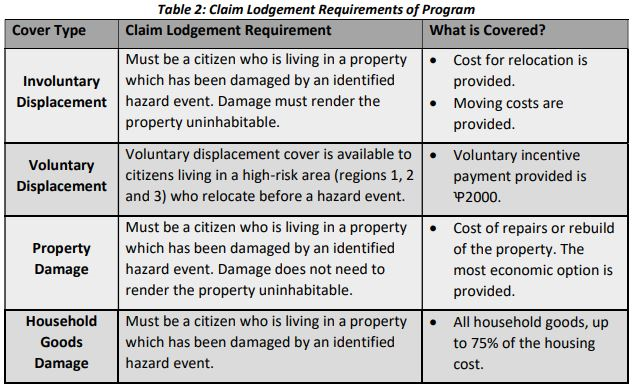 Table 2: Claim Lodgement Requirements of Program
Cover Type
Claim Lodgement Requirement
What is Covered?
Involuntary
Displacement
Must be a citizen who is living in a property
which has been damaged by an identified
hazard event. Damage must render the
property uninhabitable.
• Cost for relocation is
provided.
• Moving costs are
provided.
Voluntary
Displacement
Voluntary displacement cover is available to
citizens living in a high-risk area (regions 1, 2
and 3) who relocate before a hazard event.
• Voluntary incentive
payment provided is
Ѱ2000.
Property
Damage
Must be a citizen who is living in a property
which has been damaged by an identified
hazard event. Damage does not need to
render the property uninhabitable.
• Cost of repairs or rebuild
of the property. The
most economic option is
provided.
Household
Goods
Damage
Must be a citizen who is living in a property
which has been damaged by an identified
hazard event.
• All household goods, up
to 75% of the housing
cost.